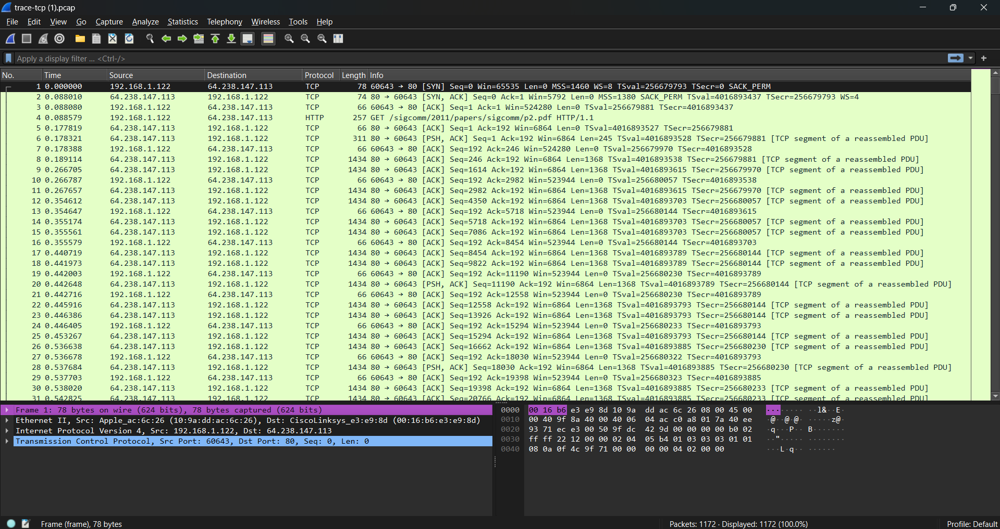 trace-tcp (1).pcap
File Edit View Go Capture Analyze Statistics Telephony Wireless Tools Help
Apply a display filter ... <Ctrl-/>
No. Time Source Destination Protocol Length Info
1 0.000000 192.168.1.122 64.238.147.113 TCP 78 60643 → 80 [SYN] Seq=0 Win=65535 Len=0 MSS=1460 WS=8 TSval=256679793 TSecr=0 SACK_PERM
2 0.088010 64.238.147.113 192.168.1.122 TCP 74 80 → 60643 [SYN, ACK] Seq=0 Ack=1 Win=5792 Len=0 MSS=1380 SACK_PERM TSval=4016893437 TSecr=256679793 WS=4
3 0.088080 192.168.1.122 64.238.147.113 TCP 66 60643 → 80 [ACK] Seq=1 Ack=1 Win=524280 Len=0 TSval=256679881 TSecr=4016893437
4 0.088579 192.168.1.122 64.238.147.113 HTTP 257 GET /sigcomm/2011/papers/sigcomm/p2.pdf HTTP/1.1
5 0.177819 64.238.147.113 192.168.1.122 TCP 66 80 → 60643 [ACK] Seq=1 Ack=192 Win=6864 Len=0 TSval=4016893527 TSecr=256679881
6 0.178321 64.238.147.113 192.168.1.122 TCP 311 80 → 60643 [PSH, ACK] Seq=1 Ack=192 Win=6864 Len=245 TSval=4016893528 TSecr=256679881 [TCP segment of a reassembled PDU]
7 0.178388 192.168.1.122 64.238.147.113 TCP 66 60643 → 80 [ACK] Seq=192 Ack=246 Win=524280 Len=0 TSval=256679970 TSecr=4016893528
8 0.189114 64.238.147.113 192.168.1.122 TCP 1434 80 → 60643 [ACK] Seq=246 Ack=192 Win=6864 Len=1368 TSval=4016893538 TSecr=256679881 [TCP segment of a reassembled PDU]
9 0.266705 64.238.147.113 192.168.1.122 TCP 1434 80 → 60643 [ACK] Seq=1614 Ack=192 Win=6864 Len=1368 TSval=4016893615 TSecr=256679970 [TCP segment of a reassembled PDU]
10 0.266787 192.168.1.122 64.238.147.113 TCP 66 60643 → 80 [ACK] Seq=192 Ack=2982 Win=523944 Len=0 TSval=256680057 TSecr=4016893538
11 0.267657 64.238.147.113 192.168.1.122 TCP 1434 80 → 60643 [ACK] Seq=2982 Ack=192 Win=6864 Len=1368 TSval=4016893615 TSecr=256679970 [TCP segment of a reassembled PDU]
12 0.354612 64.238.147.113 192.168.1.122 TCP 1434 80 → 60643 [ACK] Seq=4350 Ack=192 Win=6864 Len=1368 TSval=4016893703 TSecr=256680057 [TCP segment of a reassembled PDU]
13 0.354647 192.168.1.122 64.238.147.113 TCP 66 60643 → 80 [ACK] Seq=192 Ack=5718 Win=523944 Len=0 TSval=256680144 TSecr=4016893615
14 0.355174 64.238.147.113 192.168.1.122 TCP 1434 80 → 60643 [ACK] Seq=5718 Ack=192 Win=6864 Len=1368 TSval=4016893703 TSecr=256680057 [TCP segment of a reassembled PDU]
15 0.355561 64.238.147.113 192.168.1.122 TCP 1434 80 → 60643 [ACK] Seq=7086 Ack=192 Win=6864 Len=1368 TSval=4016893703 TSecr=256680057 [TCP segment of a reassembled PDU]
16 0.355579 192.168.1.122 64.238.147.113 TCP 66 60643 → 80 [ACK] Seq=192 Ack=8454 Win=523944 Len=0 TSval=256680144 TSecr=4016893703
17 0.440719 64.238.147.113 192.168.1.122 TCP 1434 80 → 60643 [ACK] Seq=8454 Ack=192 Win=6864 Len=1368 TSval=4016893789 TSecr=256680144 [TCP segment of a reassembled PDU]
18 0.441973 64.238.147.113 192.168.1.122 TCP 1434 80 → 60643 [ACK] Seq=9822 Ack=192 Win=6864 Len=1368 TSval=4016893789 TSecr=256680144 [TCP segment of a reassembled PDU]
19 0.442003 192.168.1.122 64.238.147.113 TCP 66 60643 → 80 [ACK] Seq=192 Ack=11190 Win=523944 Len=0 TSval=256680230 TSecr=4016893789
20 0.442648 64.238.147.113 192.168.1.122 TCP 1434 80 → 60643 [PSH, ACK] Seq=11190 Ack=192 Win=6864 Len=1368 TSval=4016893789 TSecr=256680144 [TCP segment of a reassembled PDU]
21 0.442716 192.168.1.122 64.238.147.113 TCP 66 60643 → 80 [ACK] Seq=192 Ack=12558 Win=523944 Len=0 TSval=256680230 TSecr=4016893789
22 0.445916 64.238.147.113 192.168.1.122 TCP 1434 80 → 60643 [ACK] Seq=12558 Ack=192 Win=6864 Len=1368 TSval=4016893793 TSecr=256680144 [TCP segment of a reassembled PDU]
23 0.446386 64.238.147.113 192.168.1.122 TCP 1434 80 → 60643 [ACK] Seq=13926 Ack=192 Win=6864 Len=1368 TSval=4016893793 TSecr=256680144 [TCP segment of a reassembled PDU]
24 0.446405 192.168.1.122 64.238.147.113 TCP 66 60643 → 80 [ACK] Seq=192 Ack=15294 Win=523944 Len=0 TSval=256680233 TSecr=4016893793
25 0.453267 64.238.147.113 192.168.1.122 TCP 1434 80 → 60643 [ACK] Seq=15294 Ack=192 Win=6864 Len=1368 TSval=4016893793 TSecr=256680144 [TCP segment of a reassembled PDU]
26 0.536638 64.238.147.113 192.168.1.122 TCP 1434 80 → 60643 [ACK] Seq=16662 Ack=192 Win=6864 Len=1368 TSval=4016893885 TSecr=256680230 [TCP segment of a reassembled PDU]
27 0.536678 192.168.1.122 64.238.147.113 TCP 66 60643 → 80 [ACK] Seq=192 Ack=18030 Win=523944 Len=0 TSval=256680322 TSecr=4016893793
28 0.537684 64.238.147.113 192.168.1.122 TCP 1434 80 → 60643 [PSH, ACK] Seq=18030 Ack=192 Win=6864 Len=1368 TSval=4016893885 TSecr=256680230 [TCP segment of a reassembled PDU]
29 0.537703 192.168.1.122 64.238.147.113 TCP 66 60643 → 80 [ACK] Seq=192 Ack=19398 Win=523944 Len=0 TSval=256680323 TSecr=4016893885
30 0.538020 64.238.147.113 192.168.1.122 TCP 1434 80 → 60643 [ACK] Seq=19398 Ack=192 Win=6864 Len=1368 TSval=4016893885 TSecr=256680233 [TCP segment of a reassembled PDU]
31 0.542825 64.238.147.113 192.168.1.122 TCP 1434 80 → 60643 [ACK] Seq=20766 Ack=192 Win=6864 Len=1368 TSval=4016893885 TSecr=256680233 [TCP segment of a reassembled PDU]
Frame 1: 78 bytes on wire (624 bits), 78 bytes captured (624 bits)
Ethernet II, Src: Apple_ac:6c:26 (10:9a:dd:ac:6c:26), Dst: CiscoLinksys_e3:e9:8d (00:16:b6:e3:e9:8d)
Internet Protocol Version 4, Src: 192.168.1.122, Dst: 64.238.147.113
Transmission Control Protocol, Src Port: 60643, Dst Port: 80, Seq: 0, Len: 0
0000 00 16 b6 e3 e9 8d 10 9a dd ac 6c 26 08 00 45 00 ········ ··l&··E·
0010 00 40 9f 8a 40 00 40 06 04 ac c0 a8 01 7a 40 ee ·@··@·@· ·····z@·
0020 93 71 ec e3 00 50 9f dc 42 9d 00 00 00 00 b0 02 ·q···P·· B·······
0030 ff ff 22 12 00 00 02 04 05 b4 01 03 03 03 01 01 ··"····· ········
0040 08 0a 0f 4c 9f 71 00 00 00 00 04 02 00 00 ···L·q·· ······
Frame (frame), 78 bytes
Packets: 1172 · Displayed: 1172 (100.0%)
Profile: Default